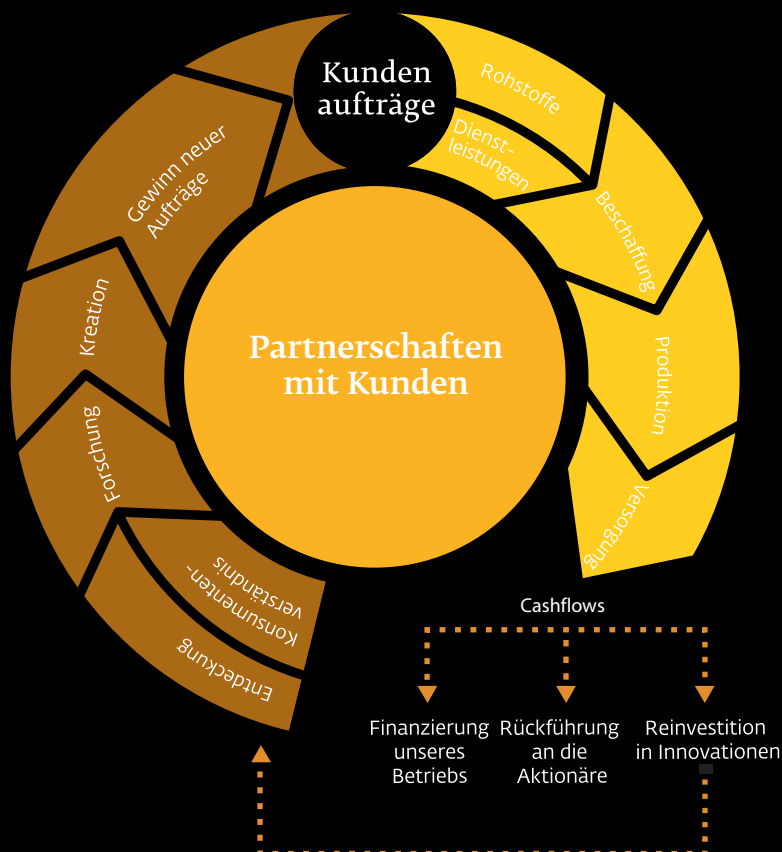 Kunden
aufträge
Rohstoffe
Dienst-
leistungen
Beschaffung
Produktion
Versorgung
Gewinn neuer
Aufträge
Kreation
Forschung
Konsumenten-
verständnis
Entdeckung
Partnerschaften
mit Kunden
Cashflows
Finanzierung
unseres
Betriebs
Rückführung
an die
Aktionäre
Reinvestition
in Innovationen